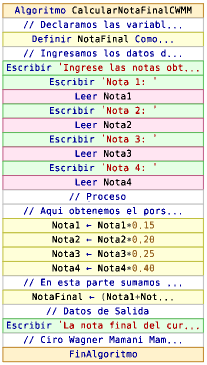 Algoritmo CalcularNotaFinalCWMM
// Declaramos las variabl...
Definir NotaFinal Como...
// Ingresamos los datos d...
Escribir 'Ingrese las notas obt...
Escribir 'Nota 1: '
Leer Nota1
Escribir 'Nota 2: '
Leer Nota2
Escribir 'Nota 3: '
Leer Nota3
Escribir 'Nota 4: '
Leer Nota4
// Proceso
// Aqui obtenemos el pors...
Nota1 ← Nota1*0.15
Nota2 ← Nota2*0,20
Nota3 ← Nota3*0.25
Nota4 ← Nota4*0.40
// En esta parte sumamos ...
NotaFinal ← (Nota1+Not...
// Datos de Salida
Escribir 'La nota final del cur...
// Ciro Wagner Mamani Mam...
FinAlgoritmo